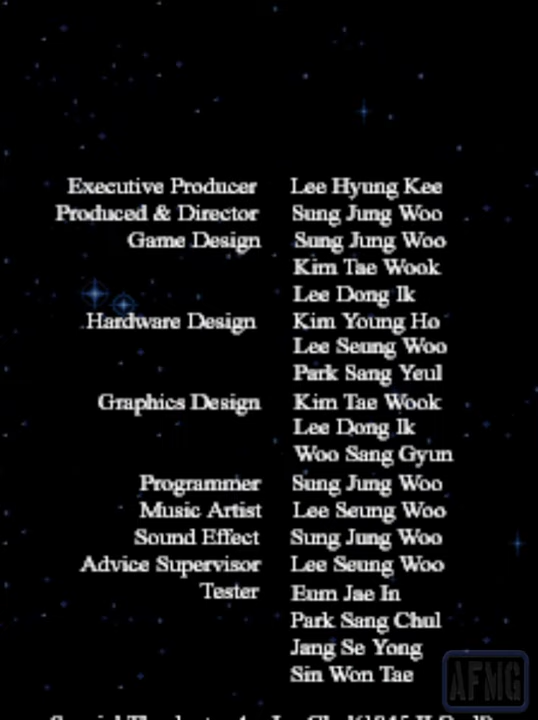 Executive Producer Lee Hyung Kee
Produced & Director Sung Jung Woo
Game Design Sung Jung Woo
Kim Tae Wook
Lee Dong Ik
Hardware Design Kim Young Ho
Lee Seung Woo
Park Sang Yeul
Graphics Design Kim Tae Wook
Lee Dong Ik
Woo Sang Gyun
Programmer Sung Jung Woo
Music Artist Lee Seung Woo
Sound Effect Sung Jung Woo
Advice Supervisor Lee Seung Woo
Tester Eum Jae In
Park Sang Chul
Jang Se Yong
Sin Won Tae
AFMG